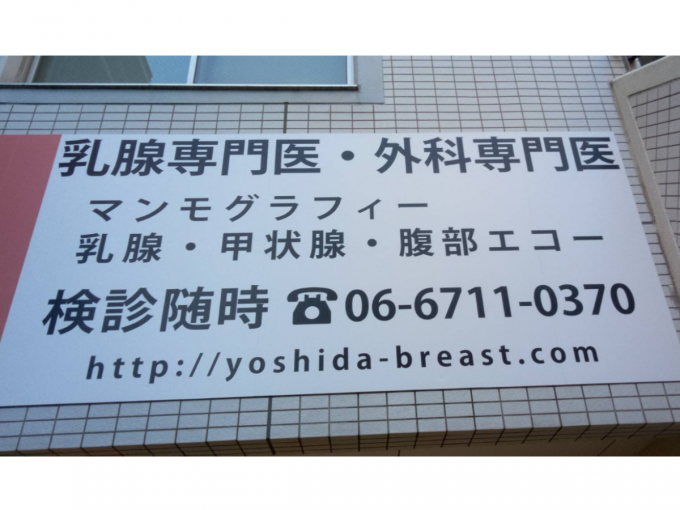 乳腺専門医・外科専門医
マンモグラフィー
乳腺・甲状腺・腹部エコー
検診随時 ☎06-6711-0370
http://yoshida-breast.com